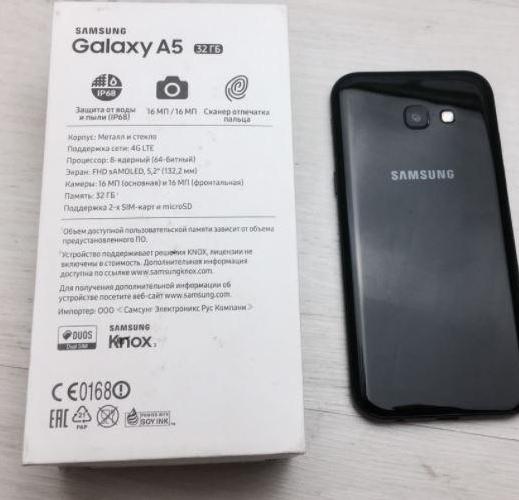 SAMSUNG
Galaxy A5 32 ГБ
IP68
Защита от воды
и пыли (IP68)
16 МП / 16 МП
Сканер отпечатка
пальца
Корпус: Металл и стекло
Поддержка сети: 4G LTE
Процессор: 8-ядерный (64-битный)
Экран: FHD sAMOLED, 5,2" (132,2 мм)
Камеры: 16 МП (основная) и 16 МП (фронтальная)
Память: 32 ГБ
Поддержка 2-х SIM-карт и microSD
Объем доступной пользовательской памяти зависит от объема
предустановленного ПО.
Устройство поддерживает решения KNOX, лицензии не
включены в стоимость. Дополнительная информация
доступна по ссылке www.samsungknox.com.
Для получения дополнительной информации об
устройстве посетите веб-сайт www.samsung.com.
Импортер: ООО < Самсунг Электроникс Рус Компани >
DUOS
Dual SIM
SAMSUNG
Knox
CE0168
EAC
21
PAP
PRINTED WITH
SOY INK
SAMSUNG